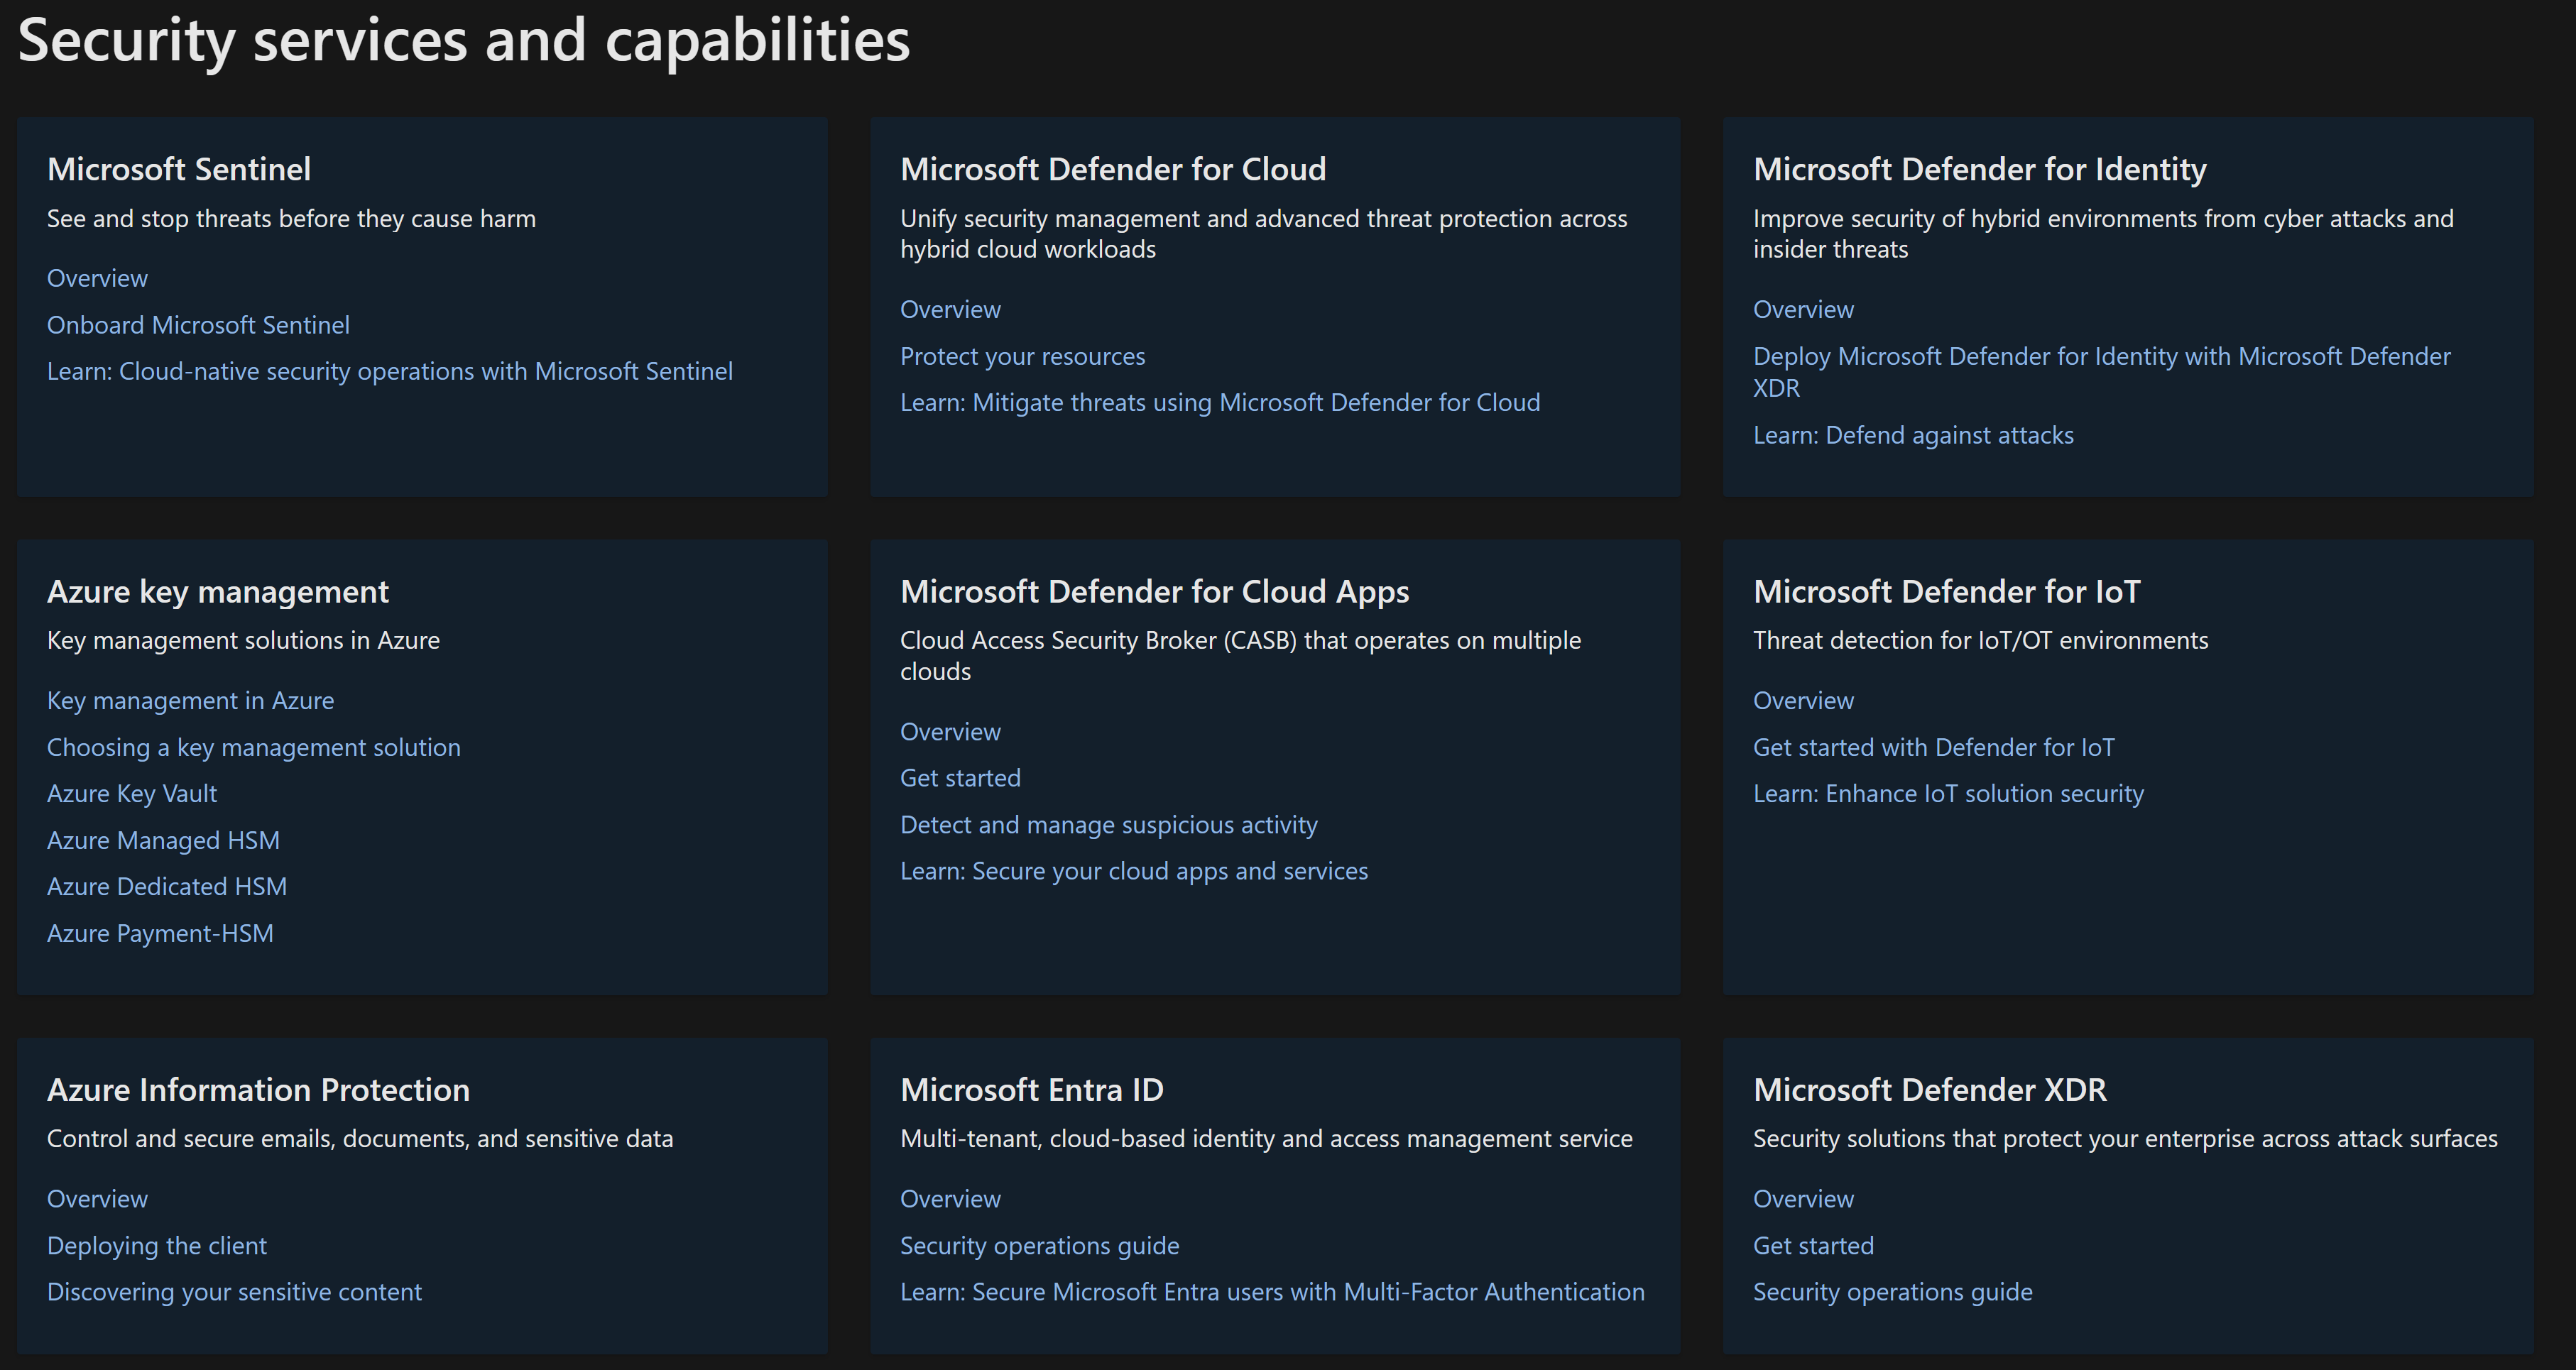 Security services and capabilities
Microsoft Sentinel
See and stop threats before they cause harm
Overview
Onboard Microsoft Sentinel
Learn: Cloud-native security operations with Microsoft Sentinel
Microsoft Defender for Cloud
Unify security management and advanced threat protection across
hybrid cloud workloads
Overview
Protect your resources
Learn: Mitigate threats using Microsoft Defender for Cloud
Microsoft Defender for Identity
Improve security of hybrid environments from cyber attacks and
insider threats
Overview
Deploy Microsoft Defender for Identity with Microsoft Defender
XDR
Learn: Defend against attacks
Azure key management
Key management solutions in Azure
Key management in Azure
Choosing a key management solution
Azure Key Vault
Azure Managed HSM
Azure Dedicated HSM
Azure Payment-HSM
Microsoft Defender for Cloud Apps
Cloud Access Security Broker (CASB) that operates on multiple
clouds
Overview
Get started
Detect and manage suspicious activity
Learn: Secure your cloud apps and services
Microsoft Defender for IoT
Threat detection for IoT/OT environments
Overview
Get started with Defender for IoT
Learn: Enhance IoT solution security
Azure Information Protection
Control and secure emails, documents, and sensitive data
Overview
Deploying the client
Discovering your sensitive content
Microsoft Entra ID
Multi-tenant, cloud-based identity and access management service
Overview
Security operations guide
Learn: Secure Microsoft Entra users with Multi-Factor Authentication
Microsoft Defender XDR
Security solutions that protect your enterprise across attack surfaces
Overview
Get started
Security operations guide